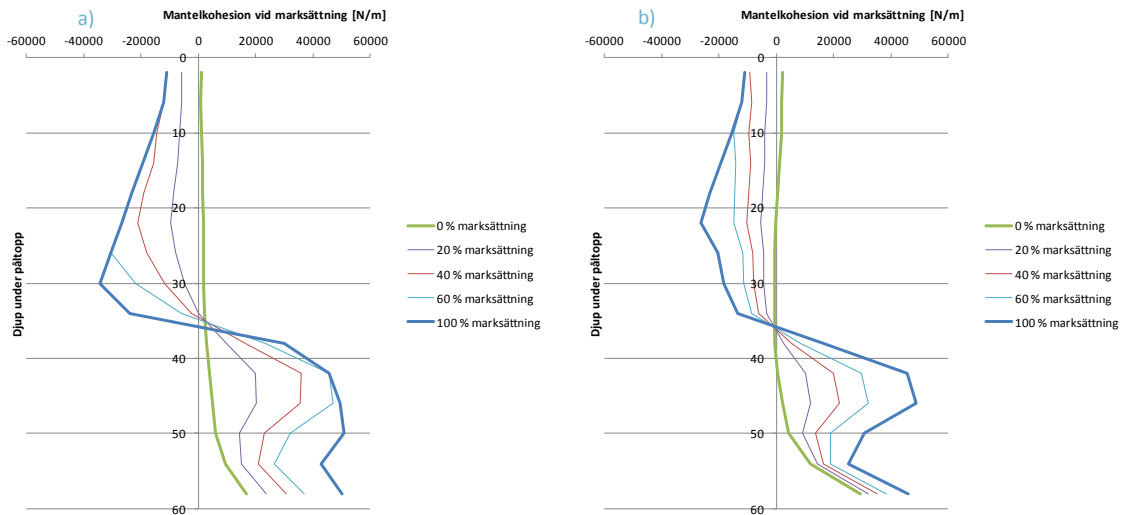 a)
Mantelkohesion vid marksättning [N/m]
-60000 -40000 -20000 0 20000 40000 60000
0
10
20
30
40
50
60
Djup under påltopp
0 % marksättning
20 % marksättning
40 % marksättning
60 % marksättning
100 % marksättning
b)
Mantelkohesion vid marksättning [N/m]
-60000 -40000 -20000 0 20000 40000 60000
0
10
20
30
40
50
60
Djup under påltopp
0 % marksättning
20 % marksättning
40 % marksättning
60 % marksättning
100 % marksättning